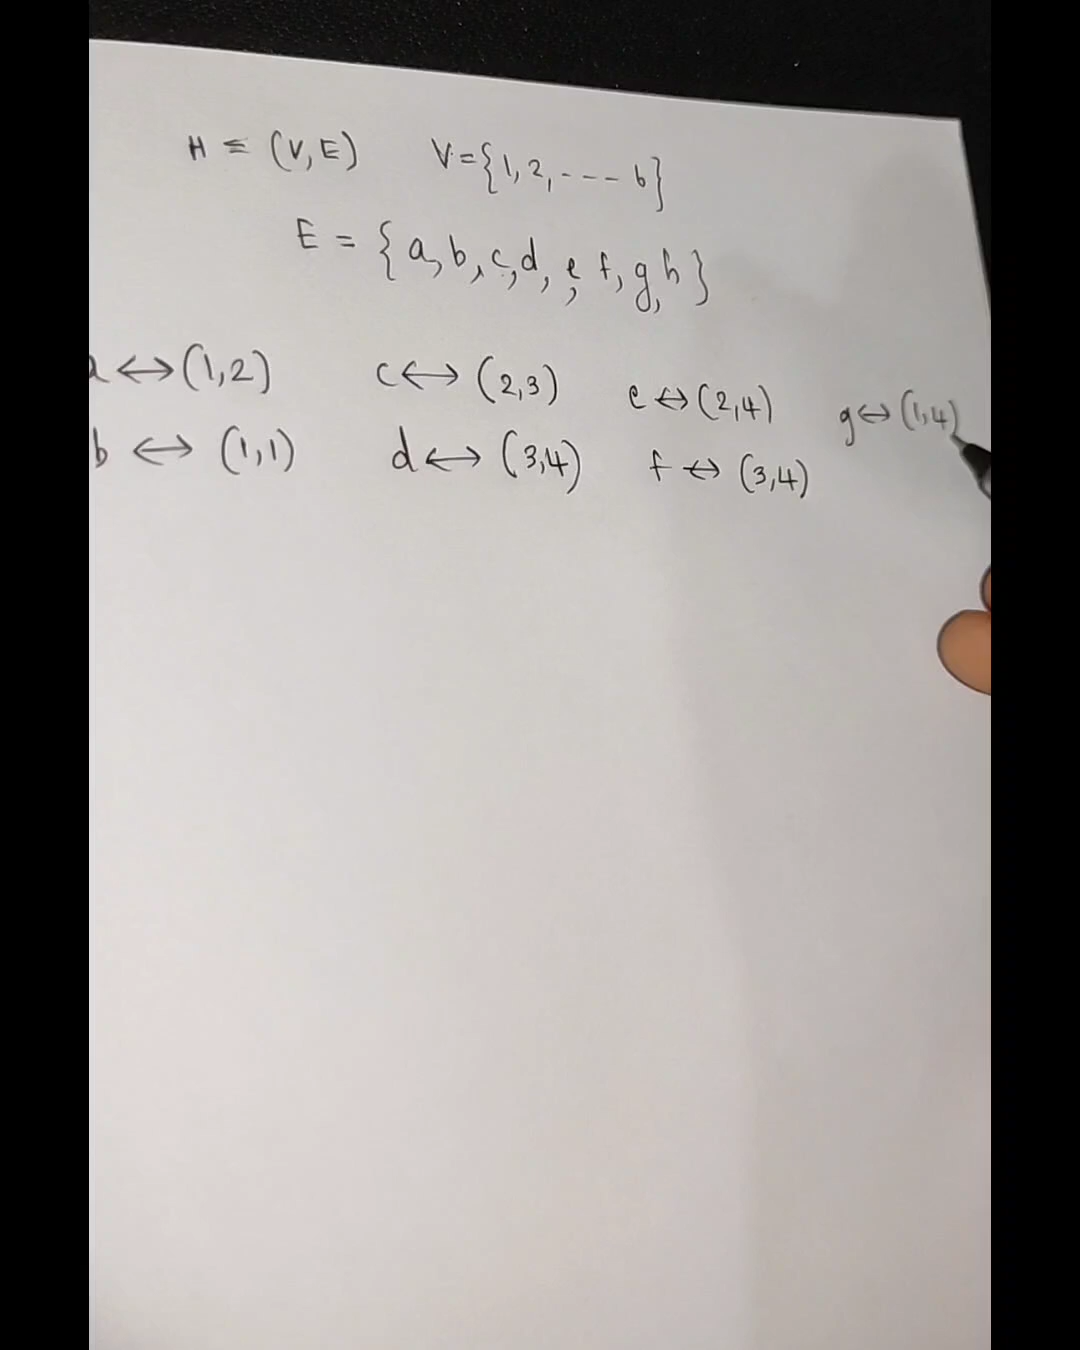 H = (V,E) V = {1,2,---- 6}
E = {a, b, c, d, e, f, g, h}
a ↔ (1,2) c ↔ (2,3) e ↔ (2,4) g ↔ (1,4)
b ↔ (1,1) d ↔ (3,4) f ↔ (3,4)